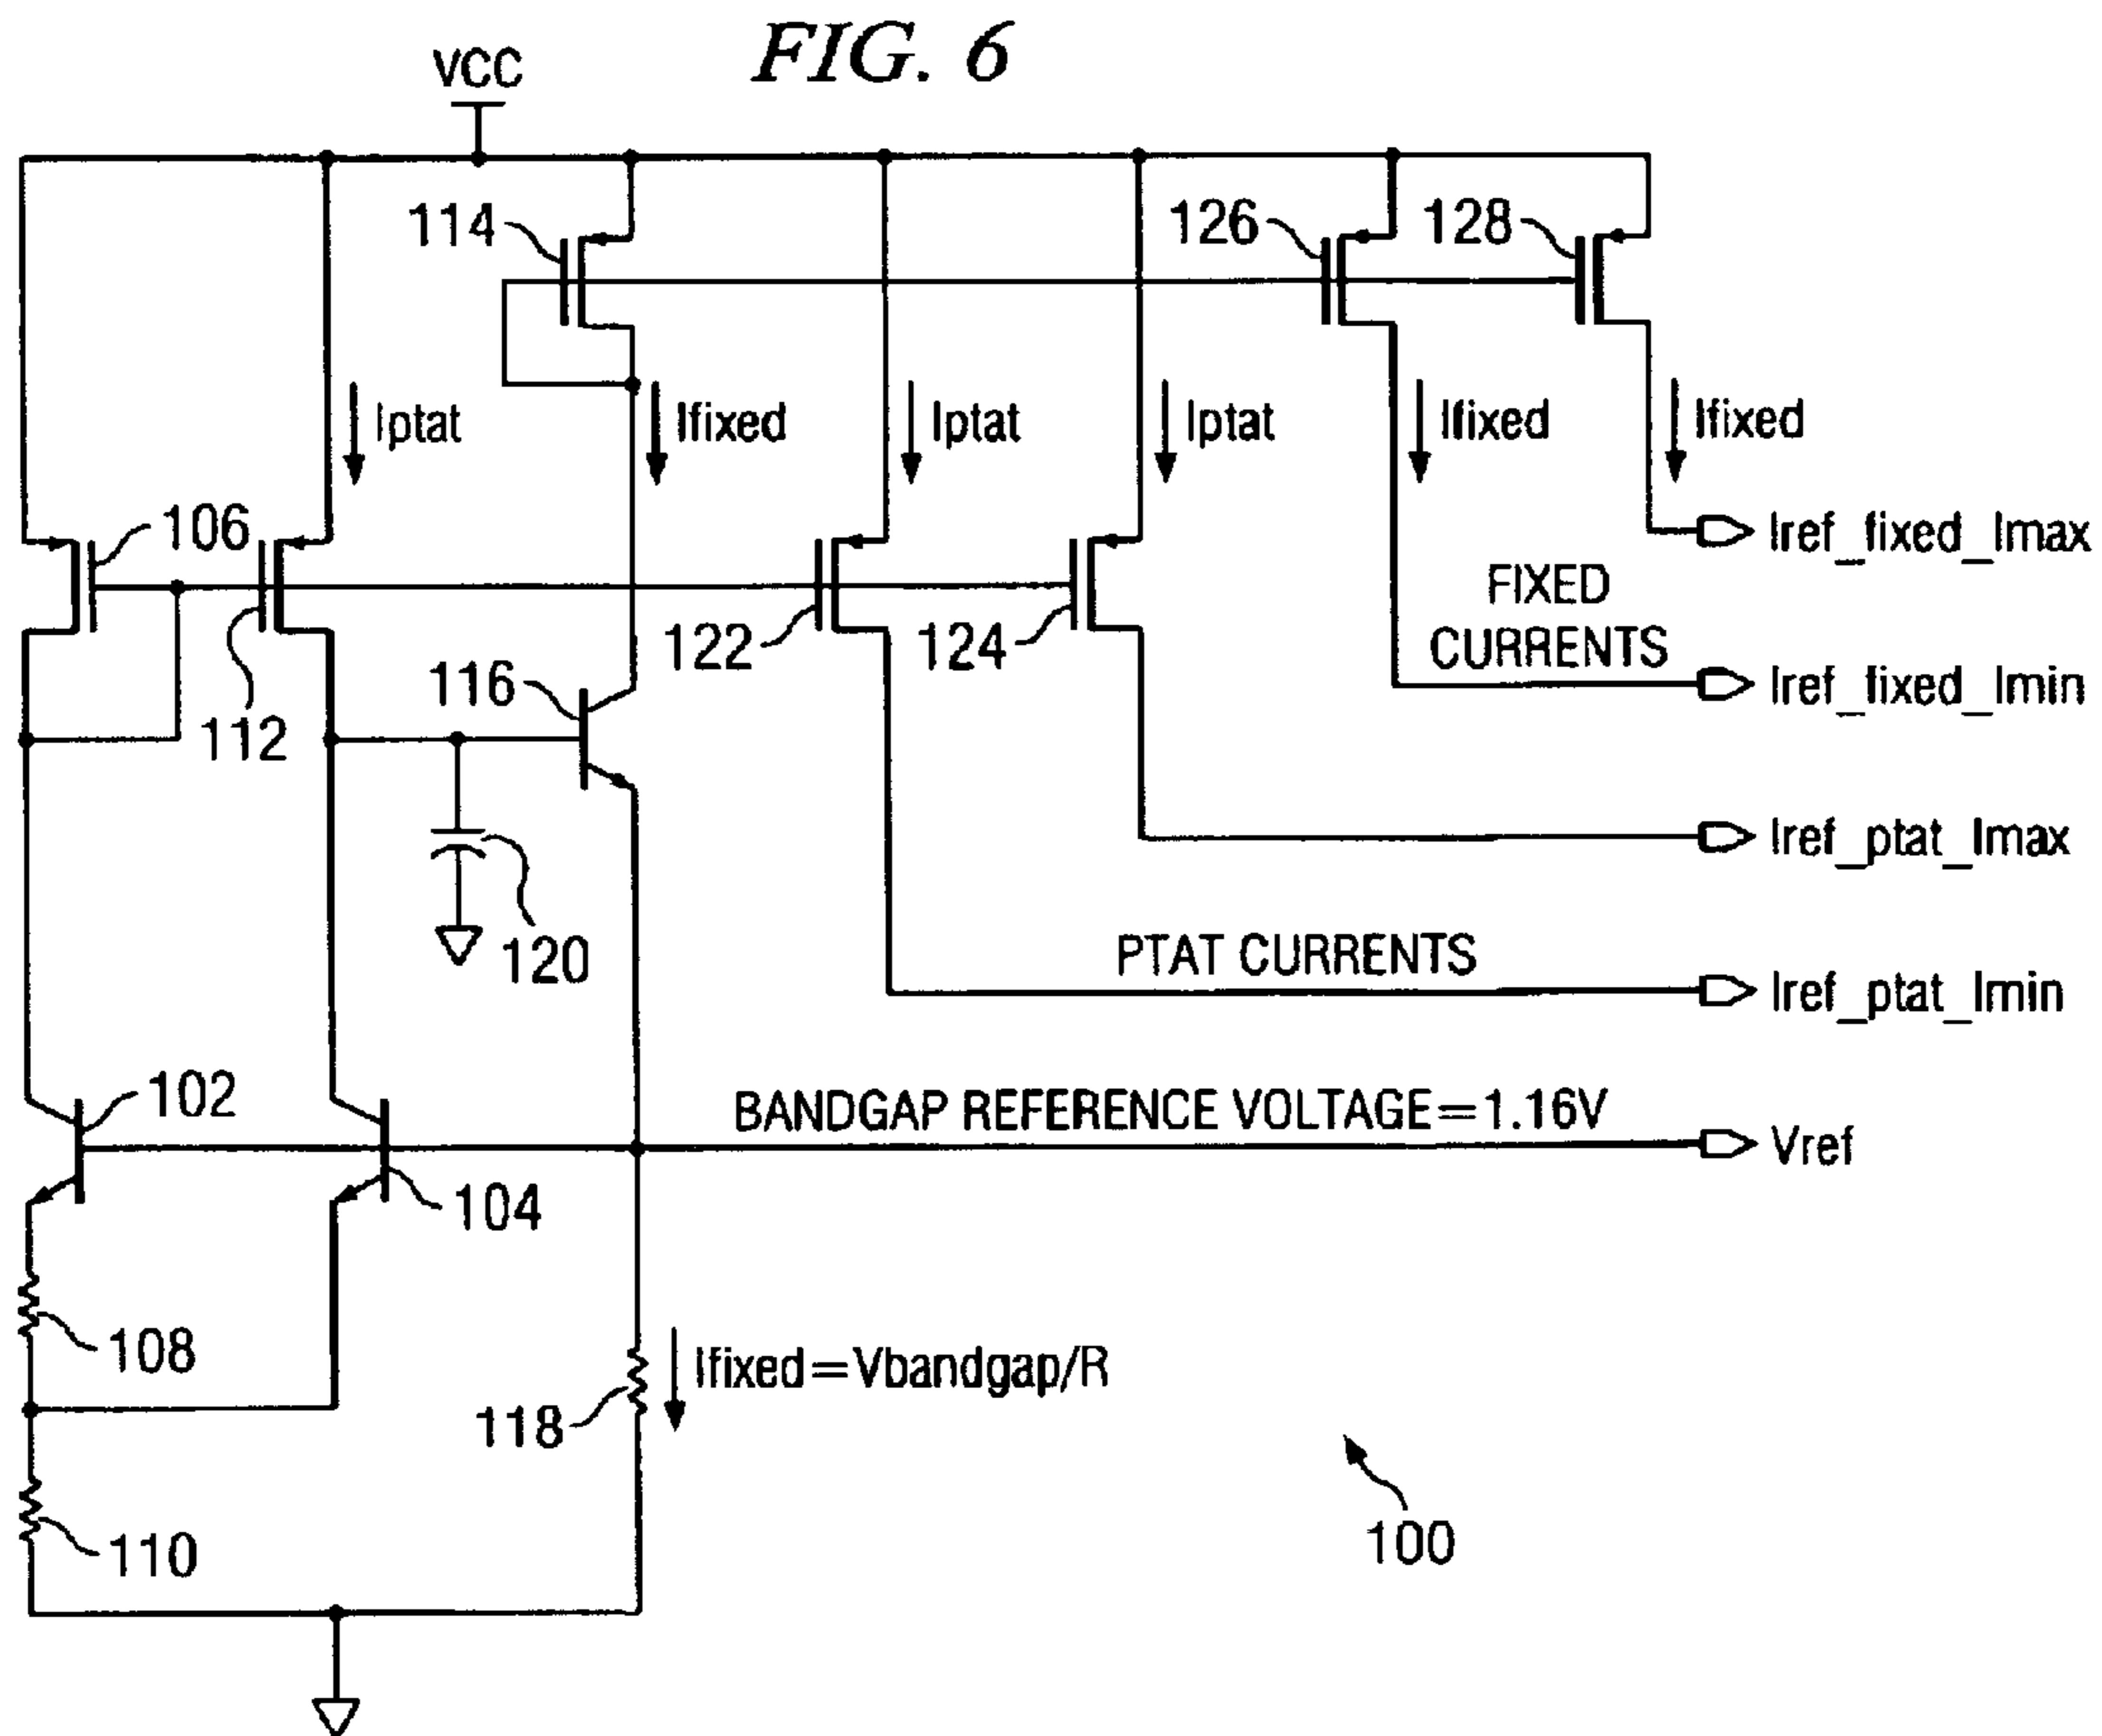 FIG. 6
VCC
114
126
128
Iptat
Ifixed
Iptat
Iptat
Ifixed
Ifixed
106
Iref_fixed_Imax
FIXED
CURRENTS
122
124
116
Iref_fixed_Imin
112
Iref_ptat_Imax
120
PTAT CURRENTS
Iref_ptat_Imin
102
BANDGAP REFERENCE VOLTAGE=1.16V
Vref
104
108
Ifixed=Vbandgap/R
118
110
100